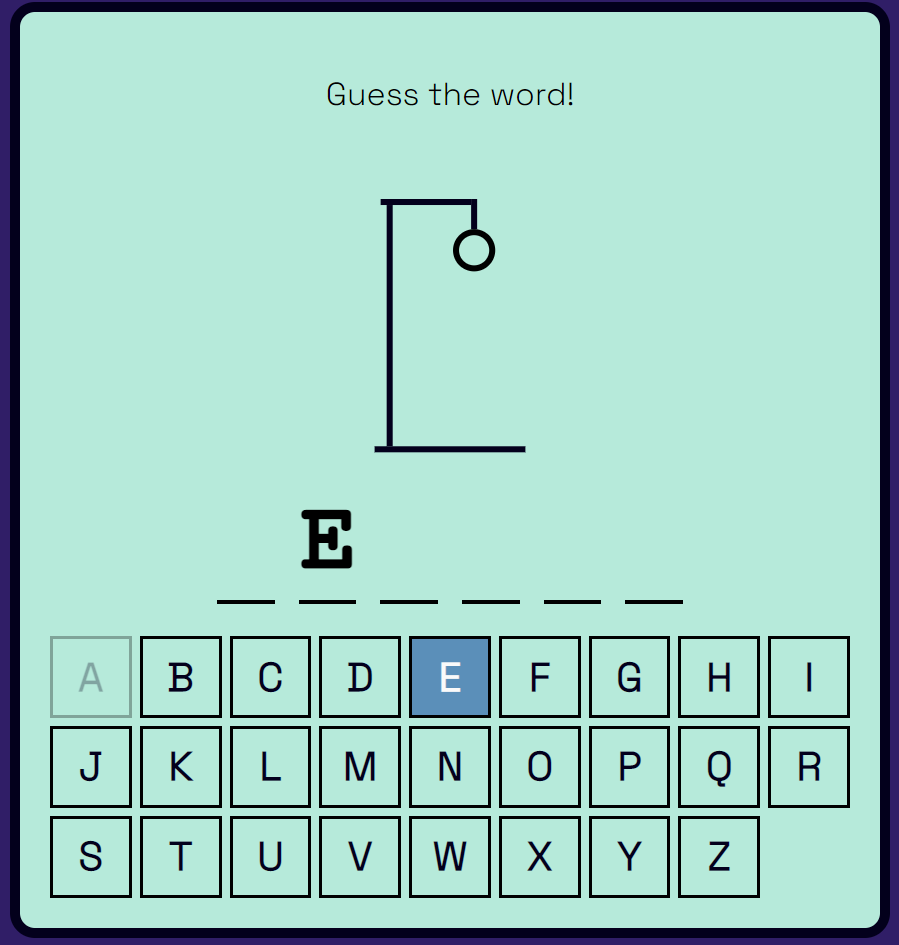 Guess the word!
E
A B C D E F G H I
J K L M N O P Q R
S T U V W X Y Z